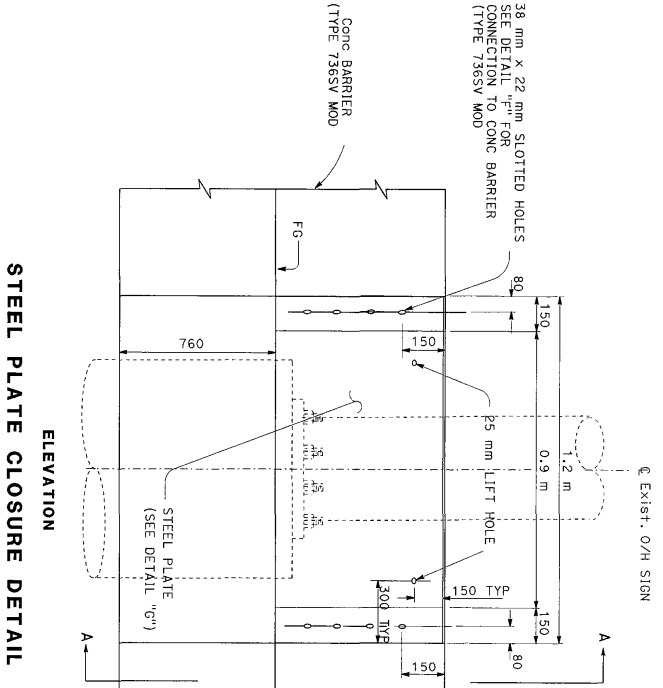 38 mm x 22 mm SLOTTED HOLES
SEE DETAIL "F" FOR
CONNECTION TO CONC BARRIER
(TYPE 736SV MOD
Conc BARRIER
(TYPE 736SV MOD
FG
80
150
150
760
25 mm LIFT HOLE
1.2 m
0.9 m
℄ Exist. O/H SIGN
STEEL PLATE
(SEE DETAIL "G")
300 TYP
150 TYP
150
80
150
A
A
ELEVATION
STEEL PLATE CLOSURE DETAIL